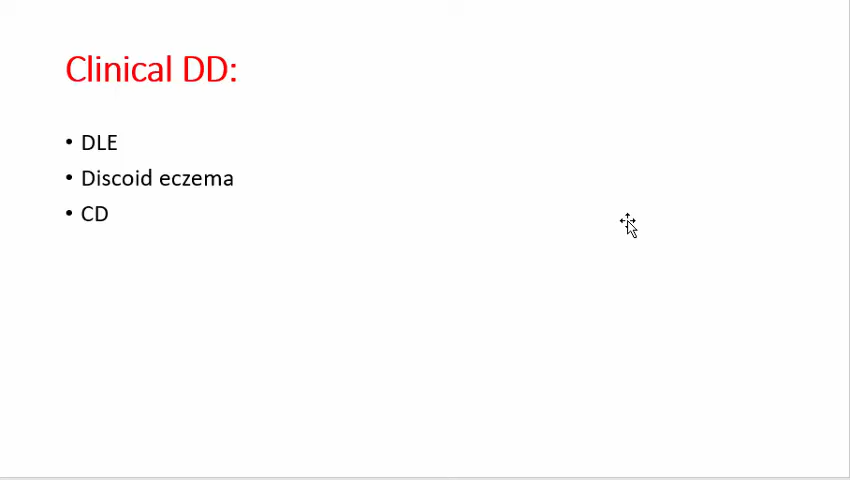 Clinical DD:
• DLE
• Discoid eczema
• CD